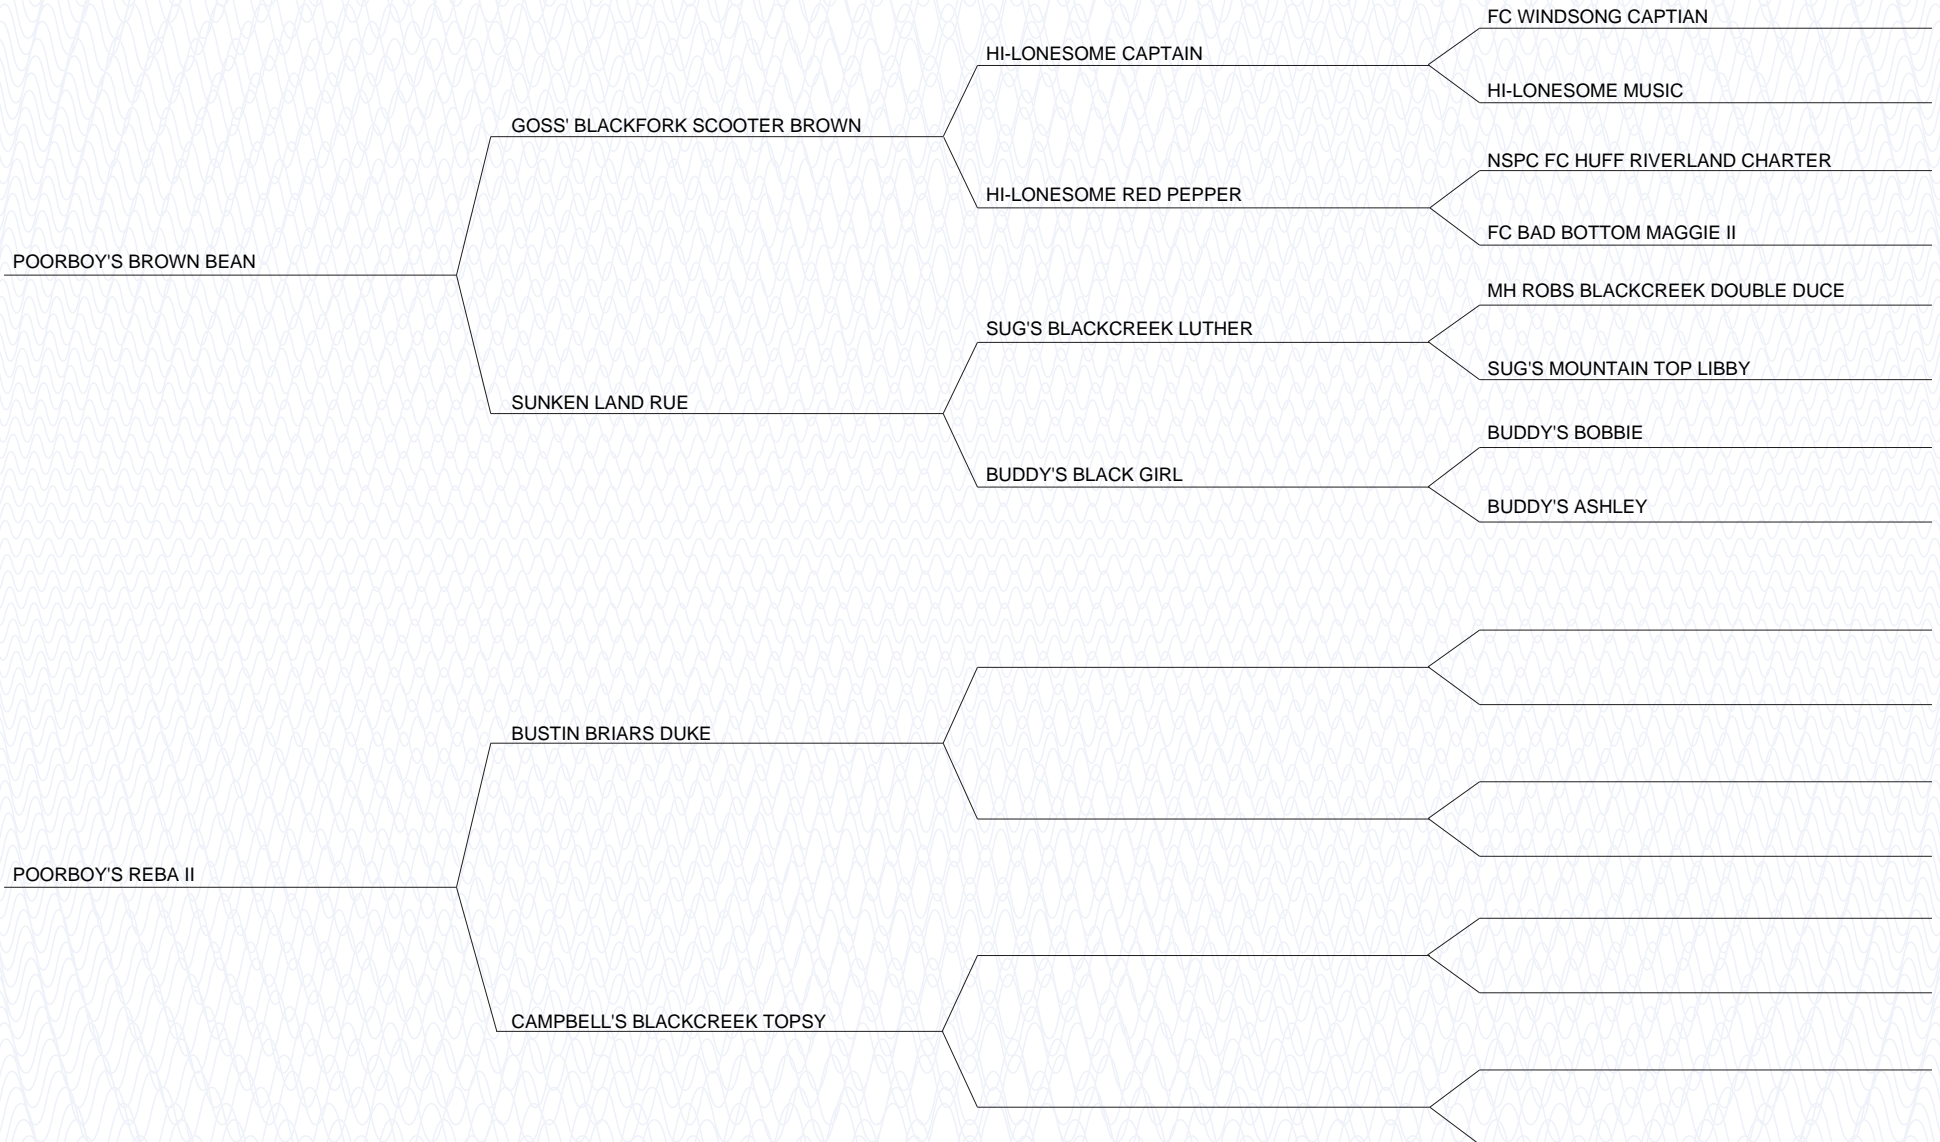 FC WINDSONG CAPTIAN
HI-LONESOME CAPTAIN
HI-LONESOME MUSIC
GOSS' BLACKFORK SCOOTER BROWN
NSPC FC HUFF RIVERLAND CHARTER
HI-LONESOME RED PEPPER
FC BAD BOTTOM MAGGIE II
POORBOY'S BROWN BEAN
MH ROBS BLACKCREEK DOUBLE DUCE
SUG'S BLACKCREEK LUTHER
SUG'S MOUNTAIN TOP LIBBY
SUNKEN LAND RUE
BUDDY'S BOBBIE
BUDDY'S BLACK GIRL
BUDDY'S ASHLEY
BUSTIN BRIARS DUKE
POORBOY'S REBA II
CAMPBELL'S BLACKCREEK TOPSY